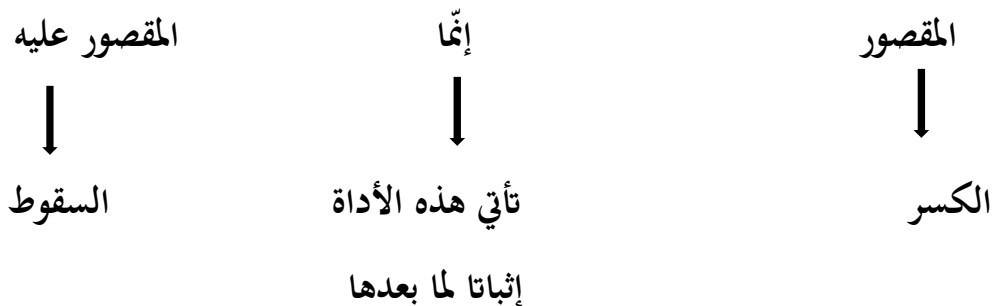 المقصور إنّما المقصور عليه
الكسر تأتي هذه الأداة السقوط
إثباتا لما بعدها